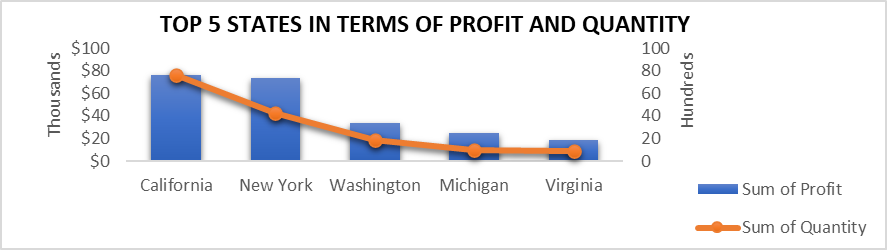 TOP 5 STATES IN TERMS OF PROFIT AND QUANTITY
Thousands
$100
$80
$60
$40
$20
$0
100
80
60
40
20
0
Hundreds
California New York Washington Michigan Virginia
Sum of Profit
Sum of Quantity